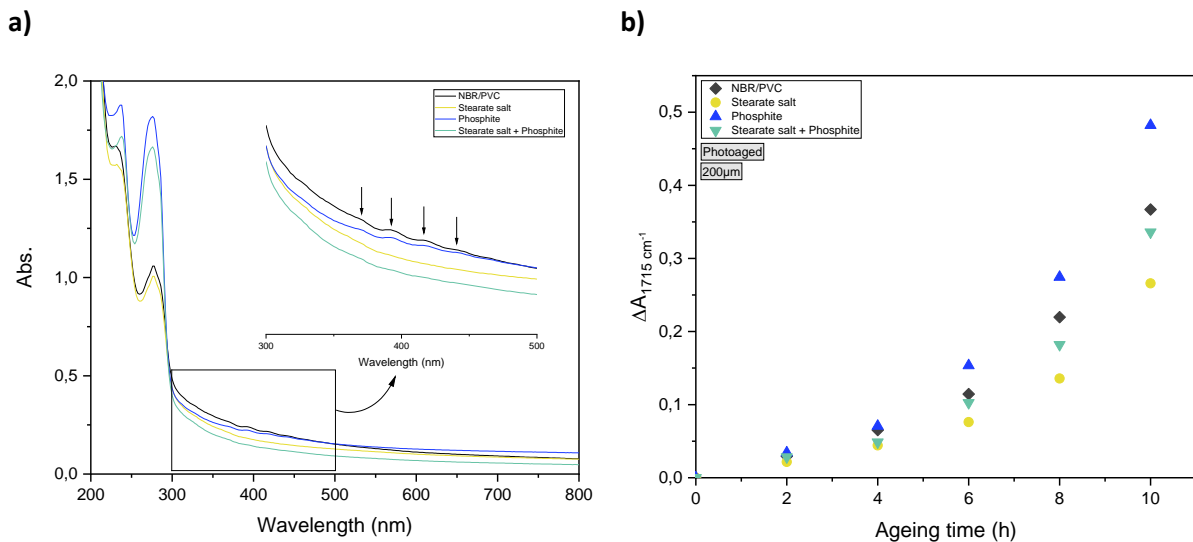 a)
2,0
1,5
1,0
0,5
0,0
Abs.
NBR/PVC
Stearate salt
Phosphite
Stearate salt + Phosphite
300
400
500
Wavelength (nm)
200
300
400
500
600
700
800
Wavelength (nm)
b)
0,5
0,4
0,3
0,2
0,1
0,0
ΔA1715 cm-1
NBR/PVC
Stearate salt
Phosphite
Stearate salt + Phosphite
Photoaged
200μm
0
2
4
6
8
10
Ageing time (h)